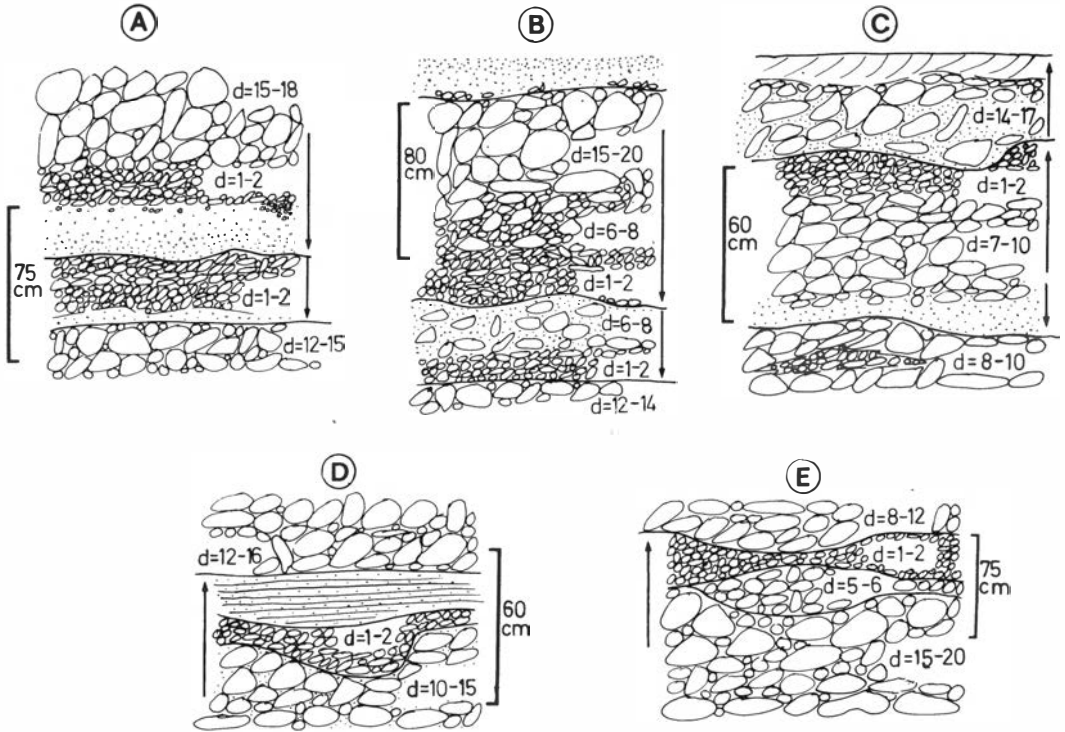 A
d=15-18
d=1-2
75
cm
d=1-2
d=12-15
B
80
cm
d=15-20
d=6-8
d=1-2
d=6-8
d=1-2
d=12-14
C
d=14-17
d=1-2
60
cm
d=7-10
d=8-10
D
d=12-16
60
cm
d=1-2
d=10-15
E
d=8-12
d=1-2
d=5-6
75
cm
d=15-20